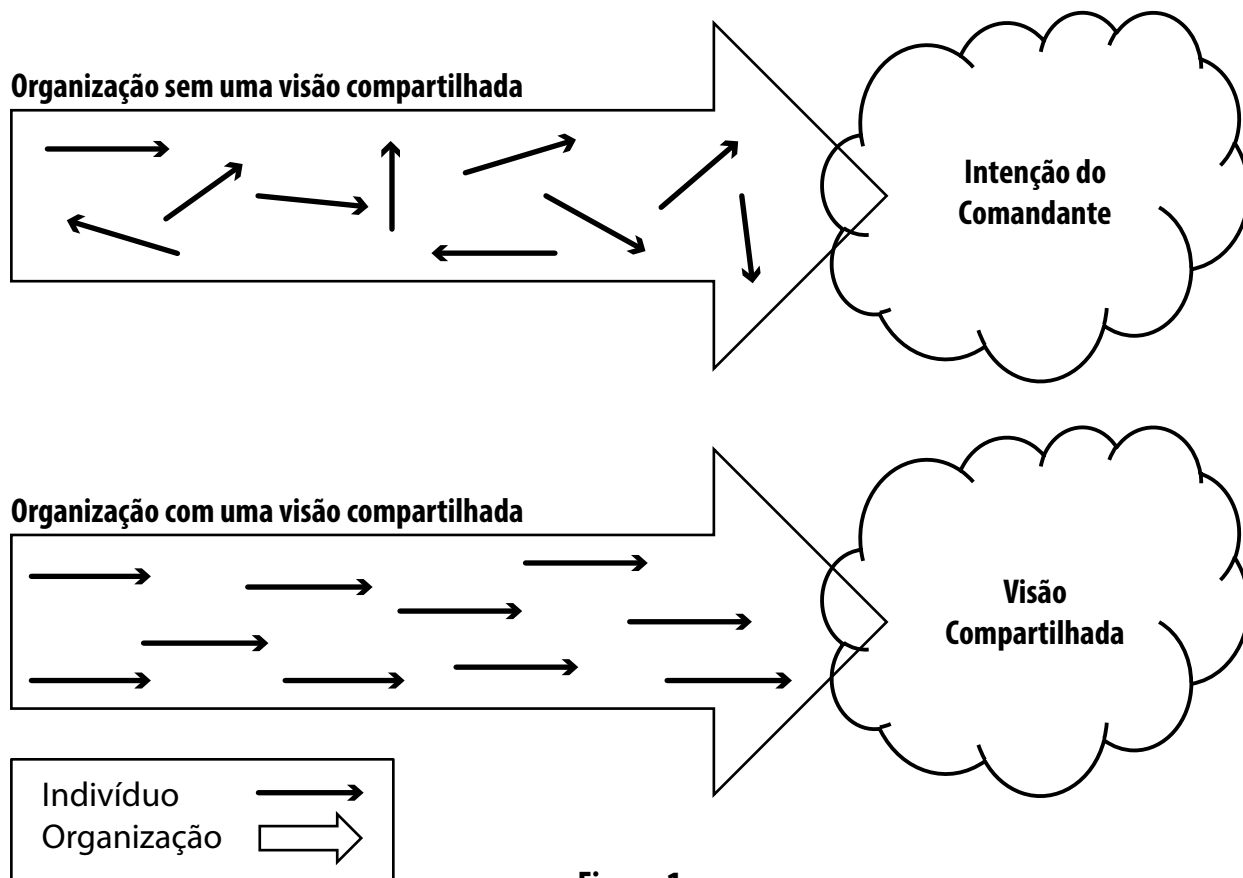 Organização sem uma visão compartilhada
Intenção do
Comandante
Organização com uma visão compartilhada
Visão
Compartilhada
Indivíduo
Organização